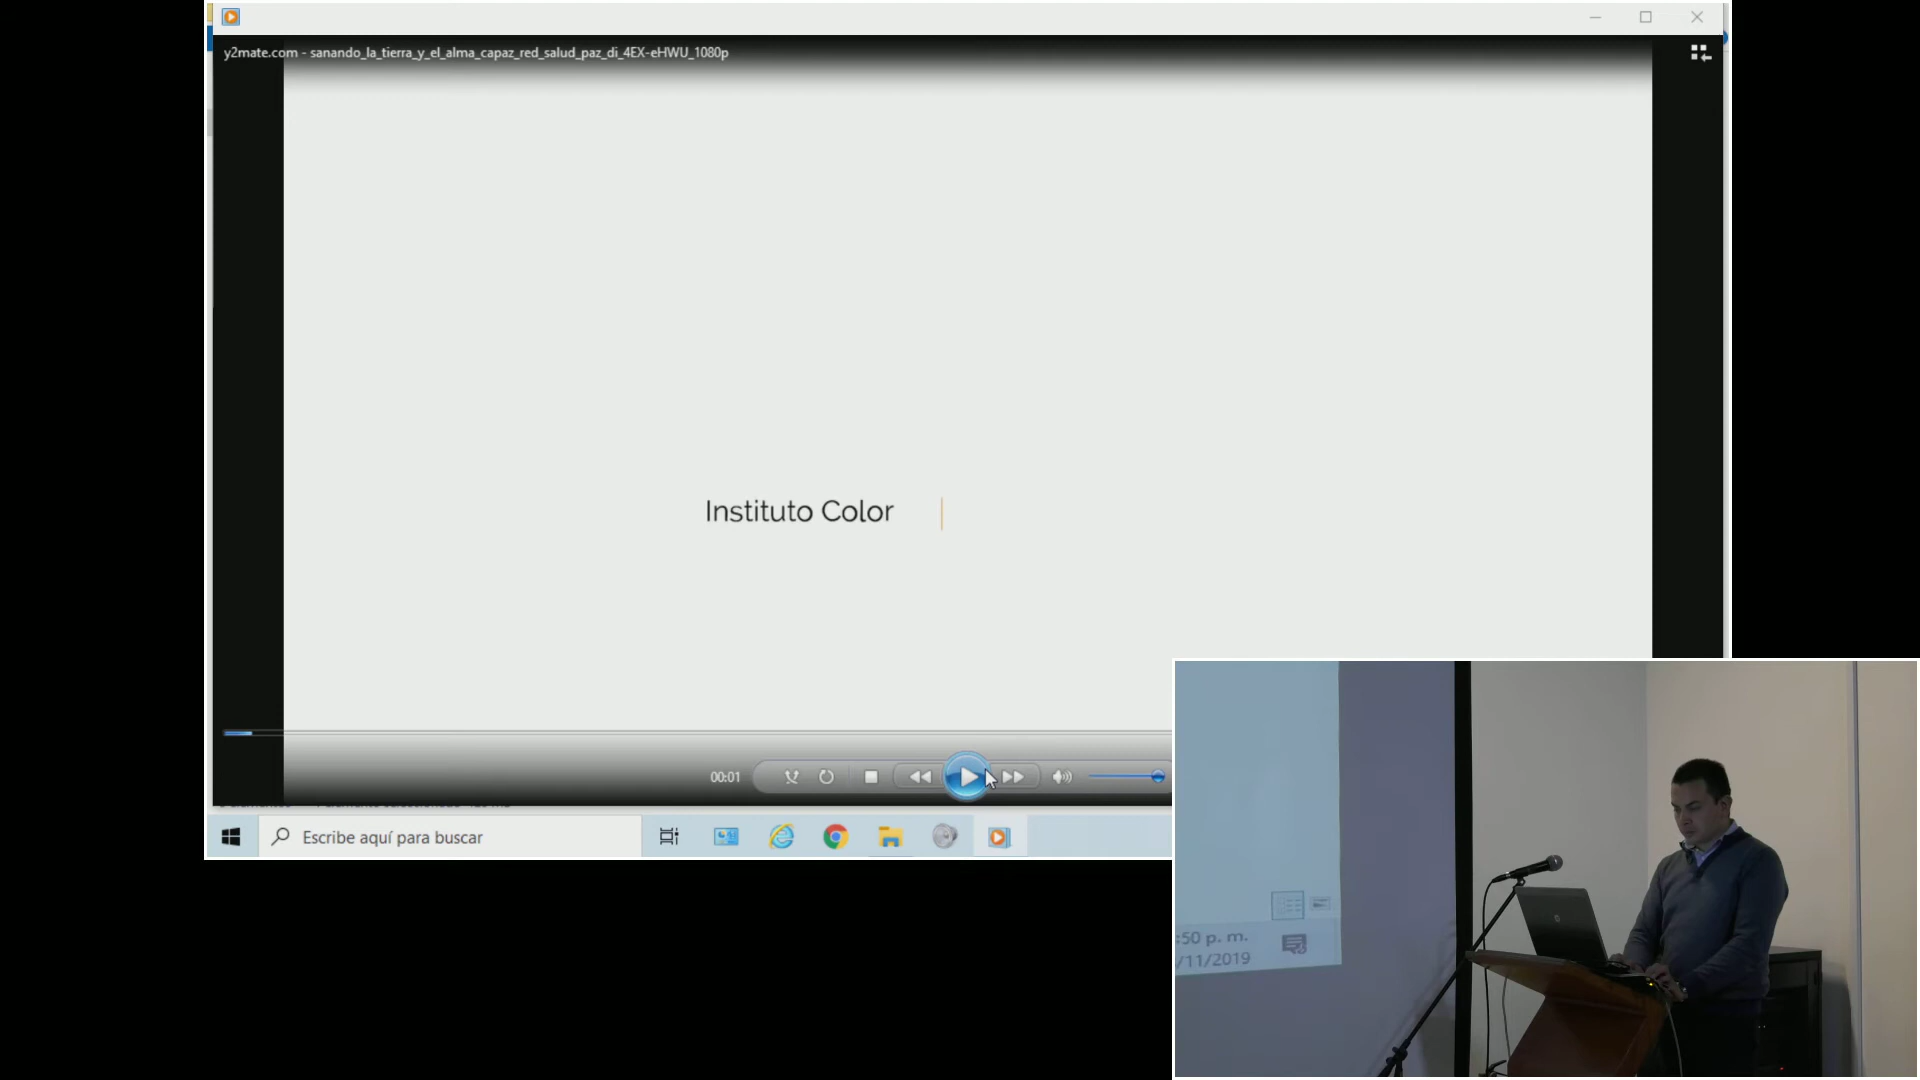 y2mate.com - sanando_la_tierra_y_el_alma_capaz_red_salud_paz_di_4EX-eHWU_1080p
Instituto Color
00:01
Escribe aquí para buscar
:50 p. m.
/11/2019